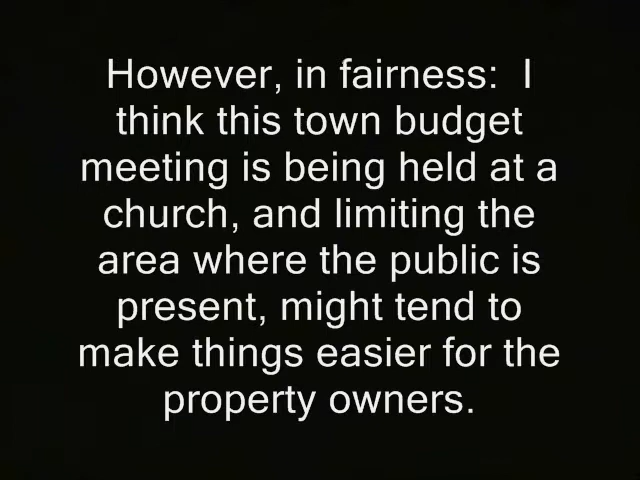 However, in fairness:  I
think this town budget
meeting is being held at a
church, and limiting the
area where the public is
present, might tend to
make things easier for the
property owners.